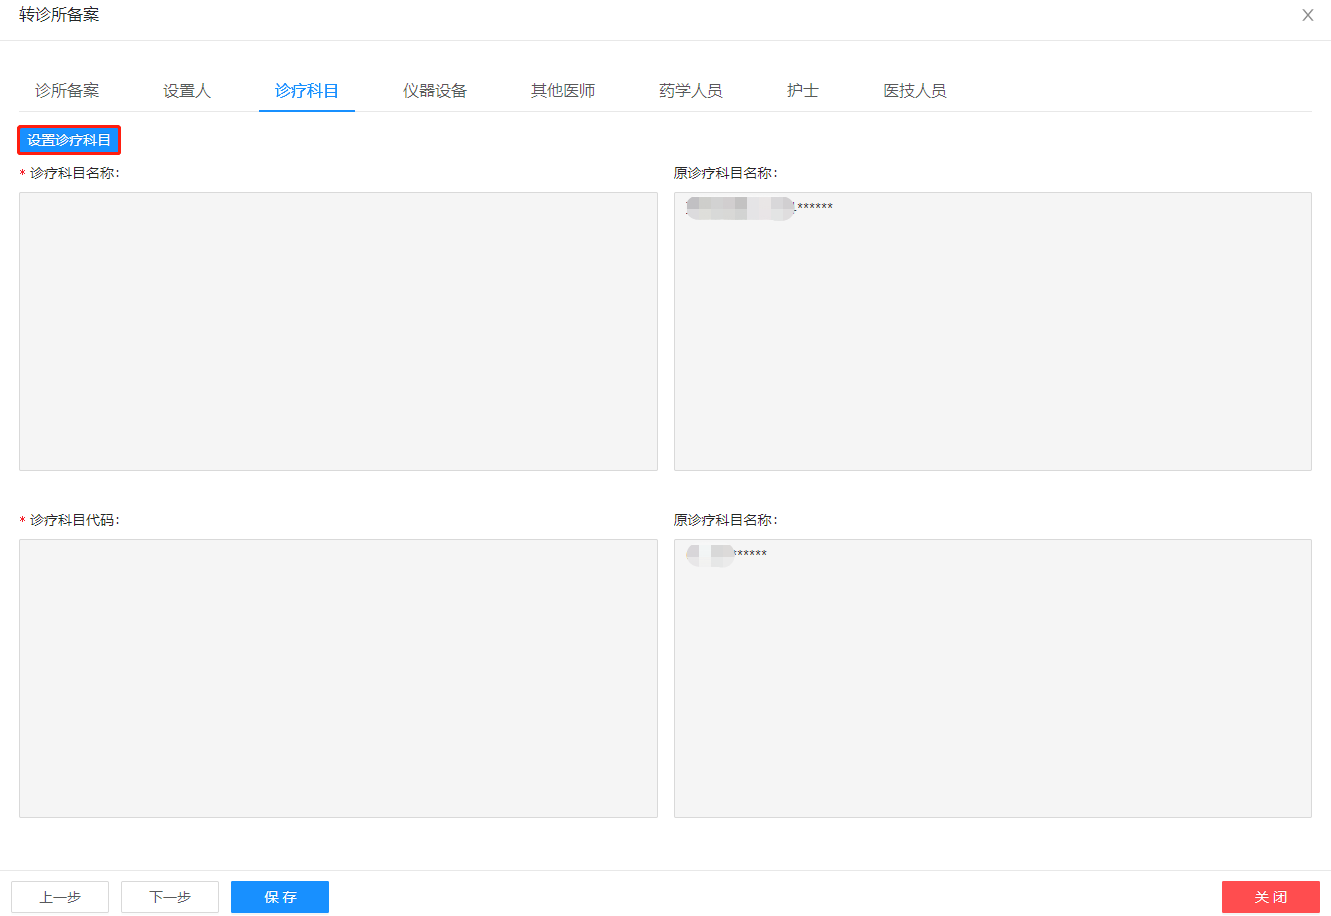 转诊所备案
诊所备案 设置人 诊疗科目 仪器设备 其他医师 药学人员 护士 医技人员
设置诊疗科目
* 诊疗科目名称： 原诊疗科目名称：
******
* 诊疗科目代码： 原诊疗科目名称：
******
上一步 下一步 保 存 关 闭